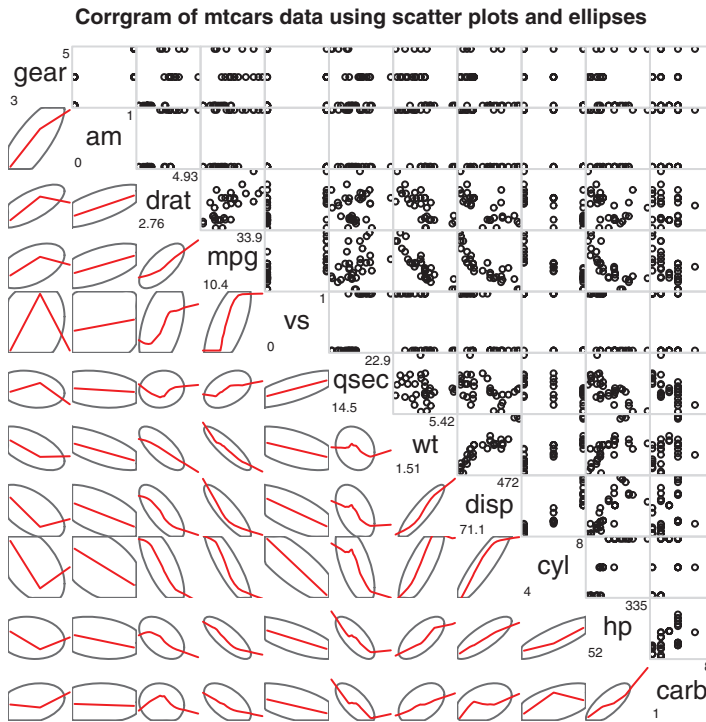 Corrgram of mtcars data using scatter plots and ellipses
5
gear
3
1
am
0
4.93
drat
2.76
33.9
mpg
10.4
1
vs
0
22.9
qsec
14.5
5.42
wt
1.51
472
disp
71.1
8
cyl
4
335
hp
52
8
carb
1